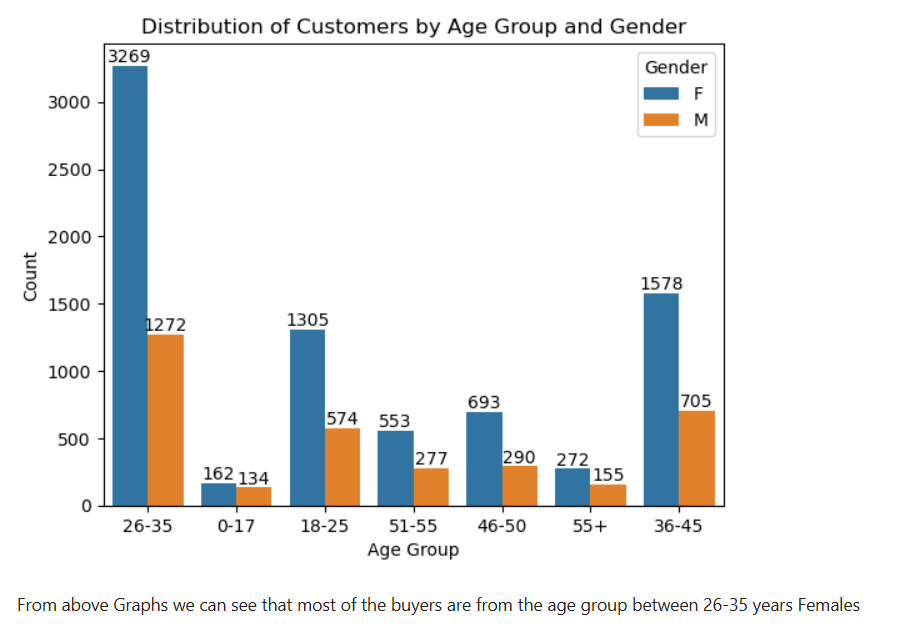 Distribution of Customers by Age Group and Gender
3269
Gender
F
M
3000
2500
2000
1578
1500
1305
1272
1000
693
705
574
553
500
277
290
272
162
134
155
0
26-35 0-17 18-25 51-55 46-50 55+ 36-45
Count
Age Group
From above Graphs we can see that most of the buyers are from the age group between 26-35 years Females